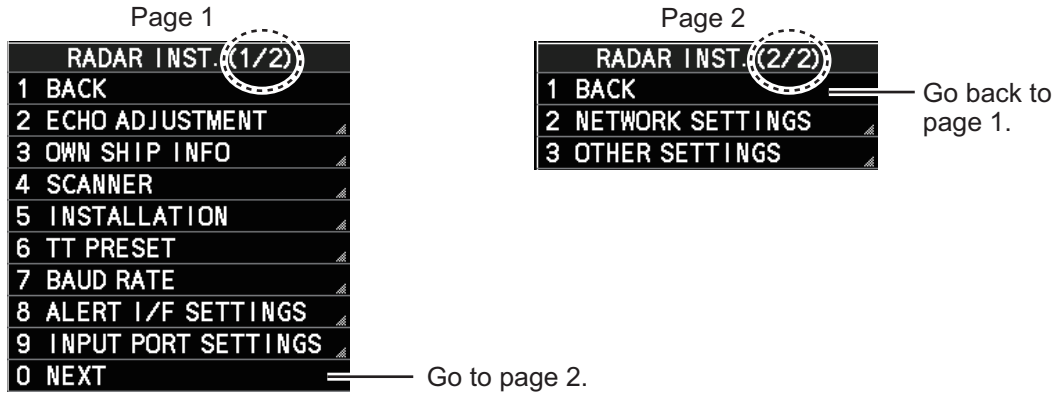 Page 1
RADAR INST. (1/2)
1 BACK
2 ECHO ADJUSTMENT
3 OWN SHIP INFO
4 SCANNER
5 INSTALLATION
6 TT PRESET
7 BAUD RATE
8 ALERT I/F SETTINGS
9 INPUT PORT SETTINGS
0 NEXT
Go to page 2.
Page 2
RADAR INST. (2/2)
1 BACK
2 NETWORK SETTINGS
3 OTHER SETTINGS
Go back to
page 1.